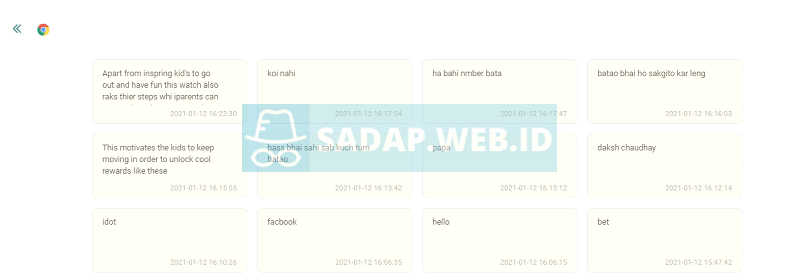 Apart from inspring kid's to go
out and have fun this watch also
raks thier steps whi iparents can
2021-01-12 16:23:30
koi nahi
2021-01-12 16:17:54
ha bahi nmber bata
2021-01-12 16:17:47
batao bhai ho sakgito kar leng
2021-01-12 16:16:03
SADAP.WEB.ID
This motivates the kids to keep
moving in order to unlock cool
rewards like these
2021-01-12 16:15:05
bass bhai sahi sab kuch tum
batao
2021-01-12 16:13:42
papa
2021-01-12 16:13:12
daksh chaudhay
2021-01-12 16:12:14
idot
2021-01-12 16:10:26
facbook
2021-01-12 16:06:35
hello
2021-01-12 16:06:15
bet
2021-01-12 15:47:42